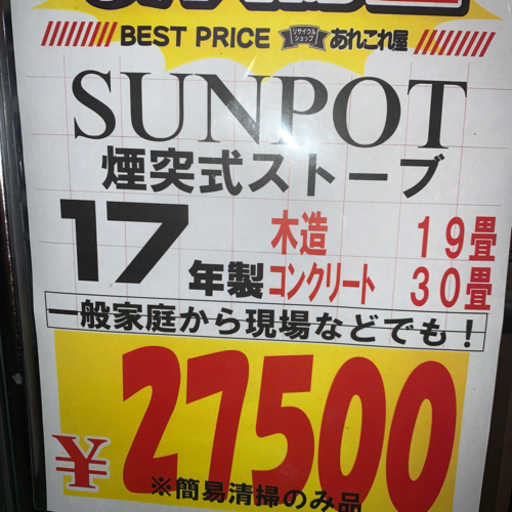 BEST PRICE リサイクルショップ あれこれ屋
SUNPOT
煙突式ストーブ
17年製
木造 19畳
コンクリート 30畳
一般家庭から現場などでも！
¥27500
※簡易清掃のみ品